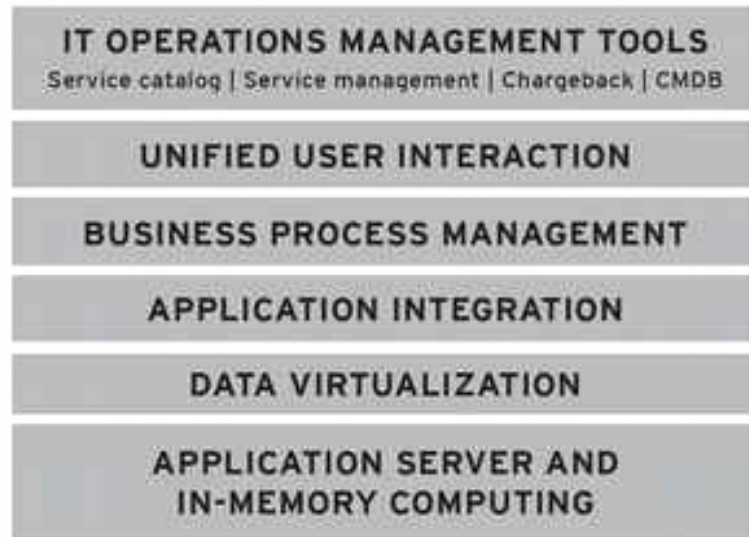 IT OPERATIONS MANAGEMENT TOOLS
Service catalog | Service management | Chargeback | CMDB
UNIFIED USER INTERACTION
BUSINESS PROCESS MANAGEMENT
APPLICATION INTEGRATION
DATA VIRTUALIZATION
APPLICATION SERVER AND
IN-MEMORY COMPUTING